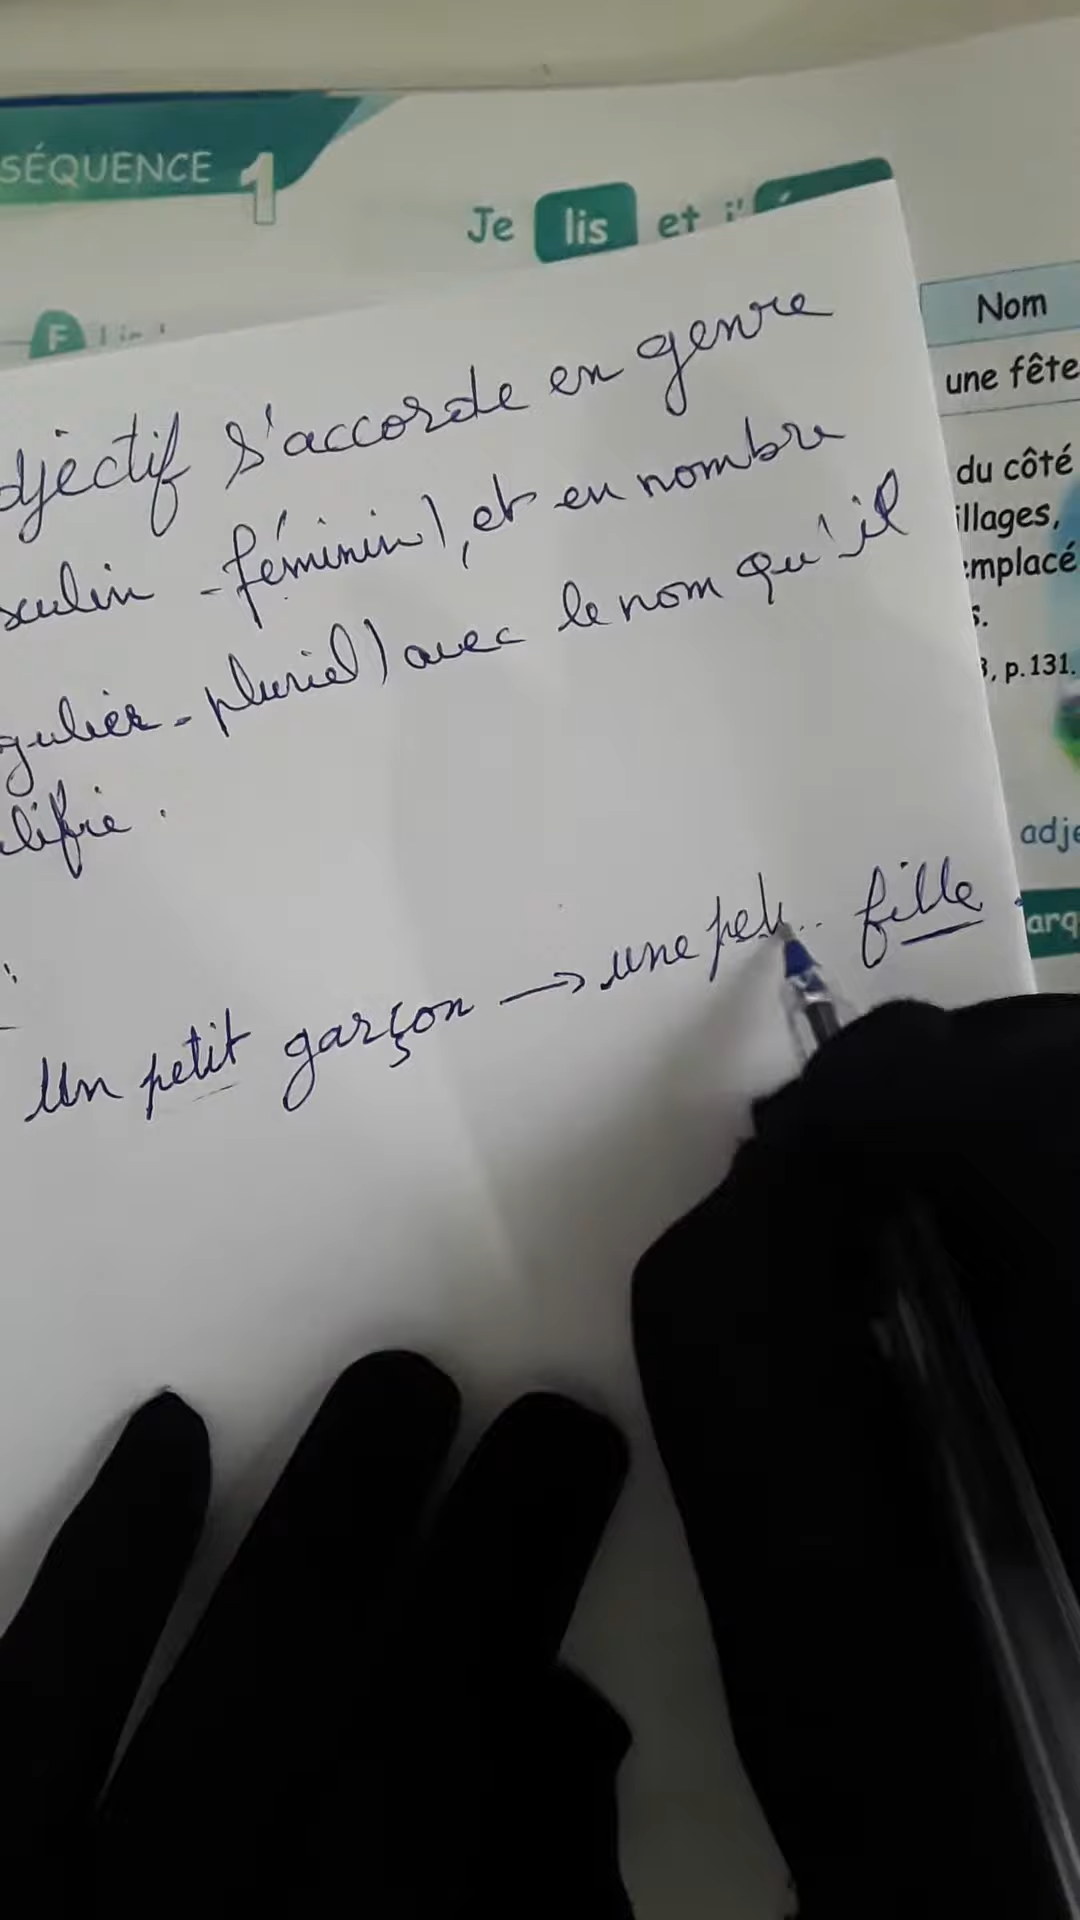 SÉQUENCE 1
Je lis et
F
Nom
une fête
du côté
illages,
mplacé
s.
, p.131.
adje
arq
djectif s'accorde en genre
sculin - féminin), et en nombre
gulier - pluriel) avec le nom qu'il
lifie.
Un petit garçon → une peti.. fille.